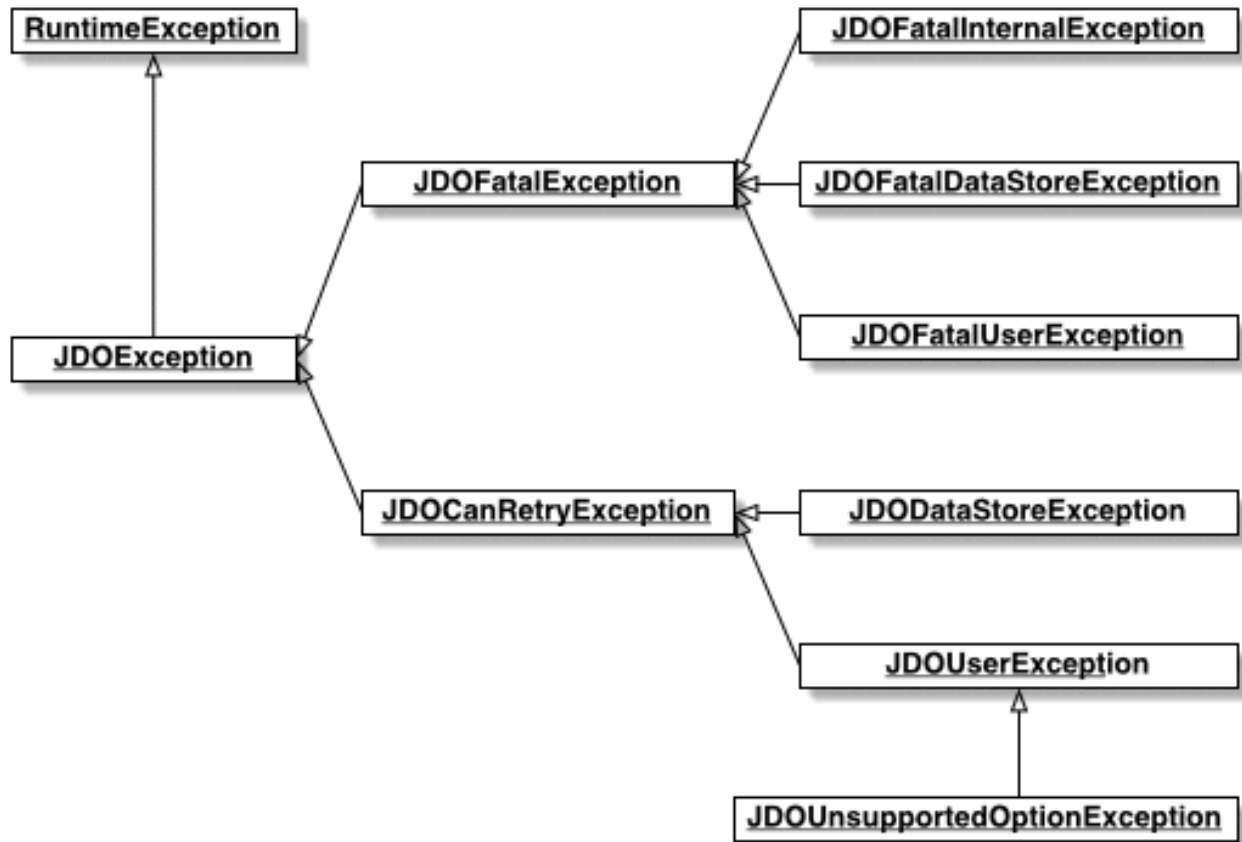 RuntimeException
JDOFatalInternalException
JDOFatalException
JDOFatalDataStoreException
JDOFatalUserException
JDOException
JDOCanRetryException
JDODataStoreException
JDOUserException
JDOUnsupportedOptionException